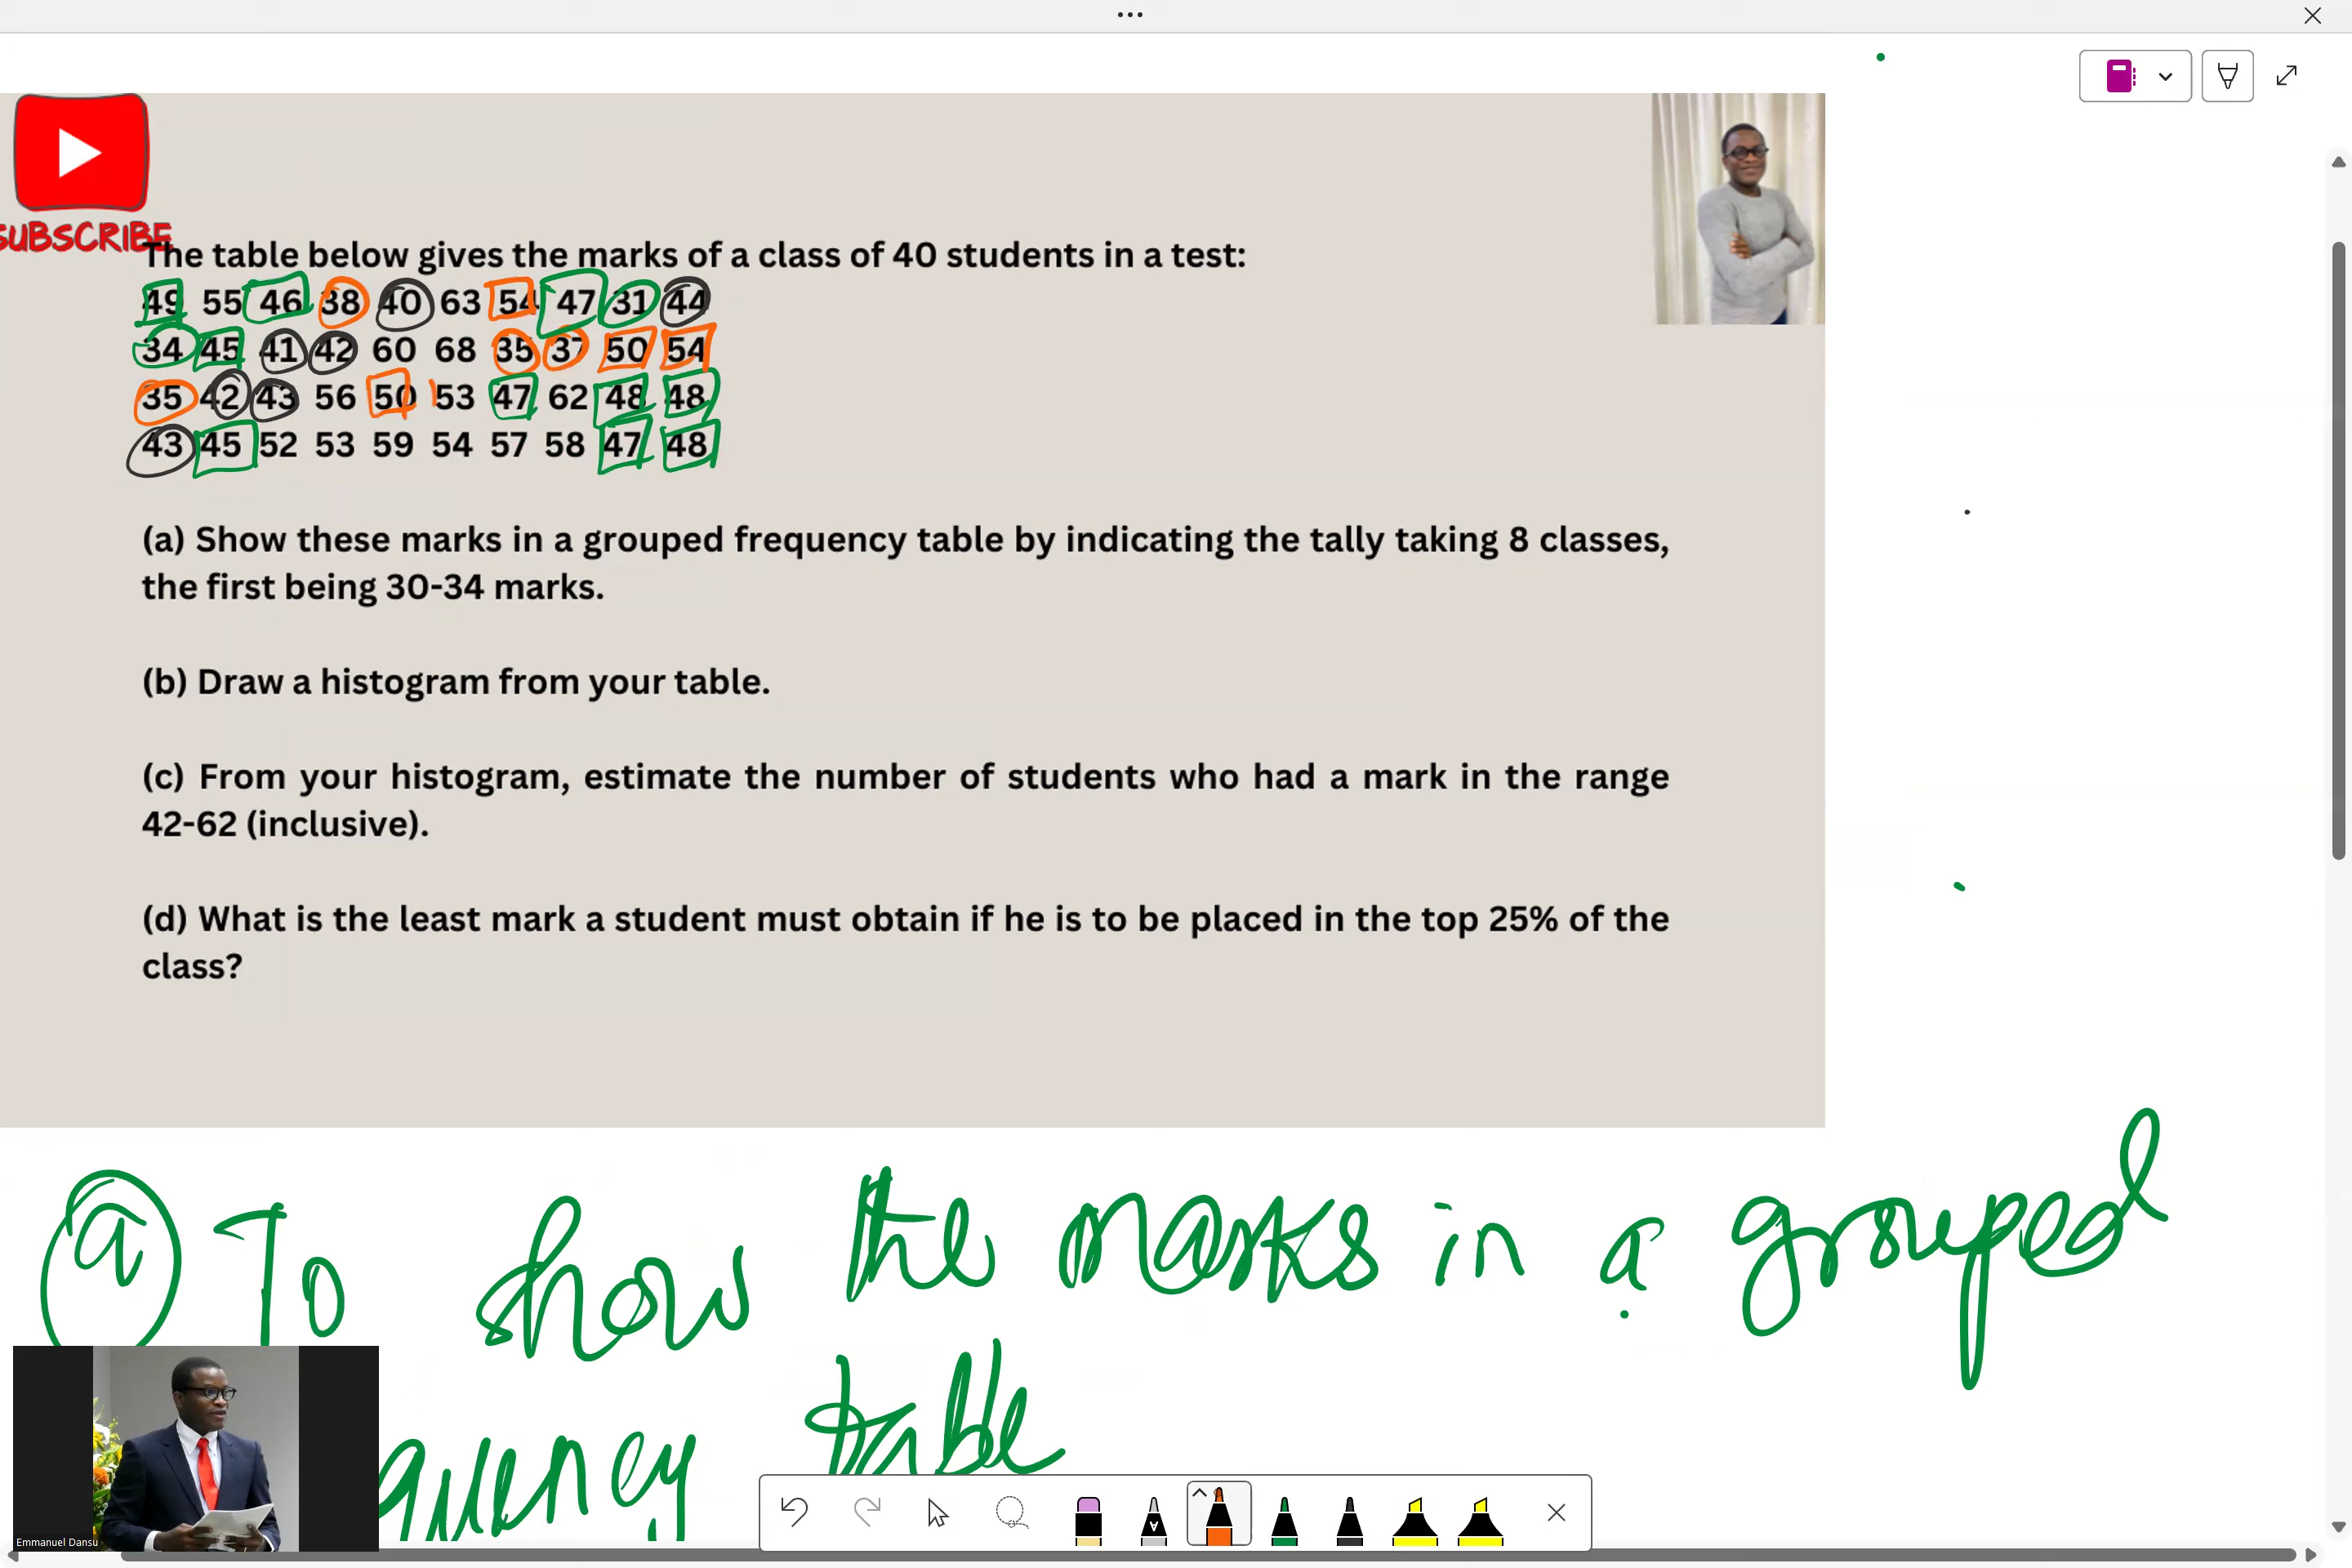 SUBSCRIBE
The table below gives the marks of a class of 40 students in a test:
49 55 46 38 40 63 54 47 31 44
34 45 41 42 60 68 35 37 50 54
35 42 43 56 50 53 47 62 48 48
43 45 52 53 59 54 57 58 47 48
(a) Show these marks in a grouped frequency table by indicating the tally taking 8 classes,
the first being 30-34 marks.
(b) Draw a histogram from your table.
(c) From your histogram, estimate the number of students who had a mark in the range
42-62 (inclusive).
(d) What is the least mark a student must obtain if he is to be placed in the top 25% of the
class?
(a) To show the marks in a grouped
quency table
Emmanuel Dansu